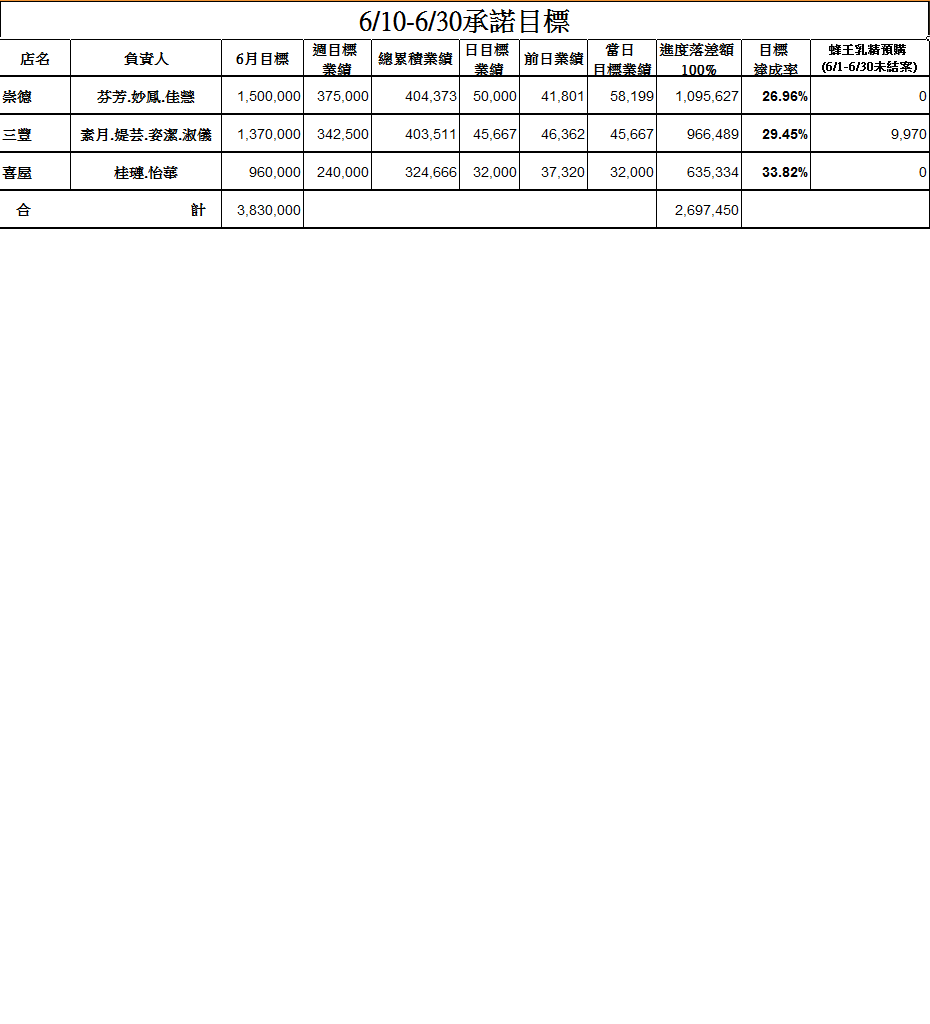 6/10-6/30承諾目標
店名 負責人 6月目標 週目標業績 總累積業績 日目標業績 前日業績 當日目標業績 進度落差額100% 目標達成率 蜂王乳精預購(6/1-6/30未結案)
崇德 芬芳.妙鳳.佳慧 1,500,000 375,000 404,373 50,000 41,801 58,199 1,095,627 26.96% 0
三豐 素月.媞芸.姿潔.淑儀 1,370,000 342,500 403,511 45,667 46,362 45,667 966,489 29.45% 9,970
喜屋 桂璉.怡華 960,000 240,000 324,666 32,000 37,320 32,000 635,334 33.82% 0
合 計 3,830,000 2,697,450